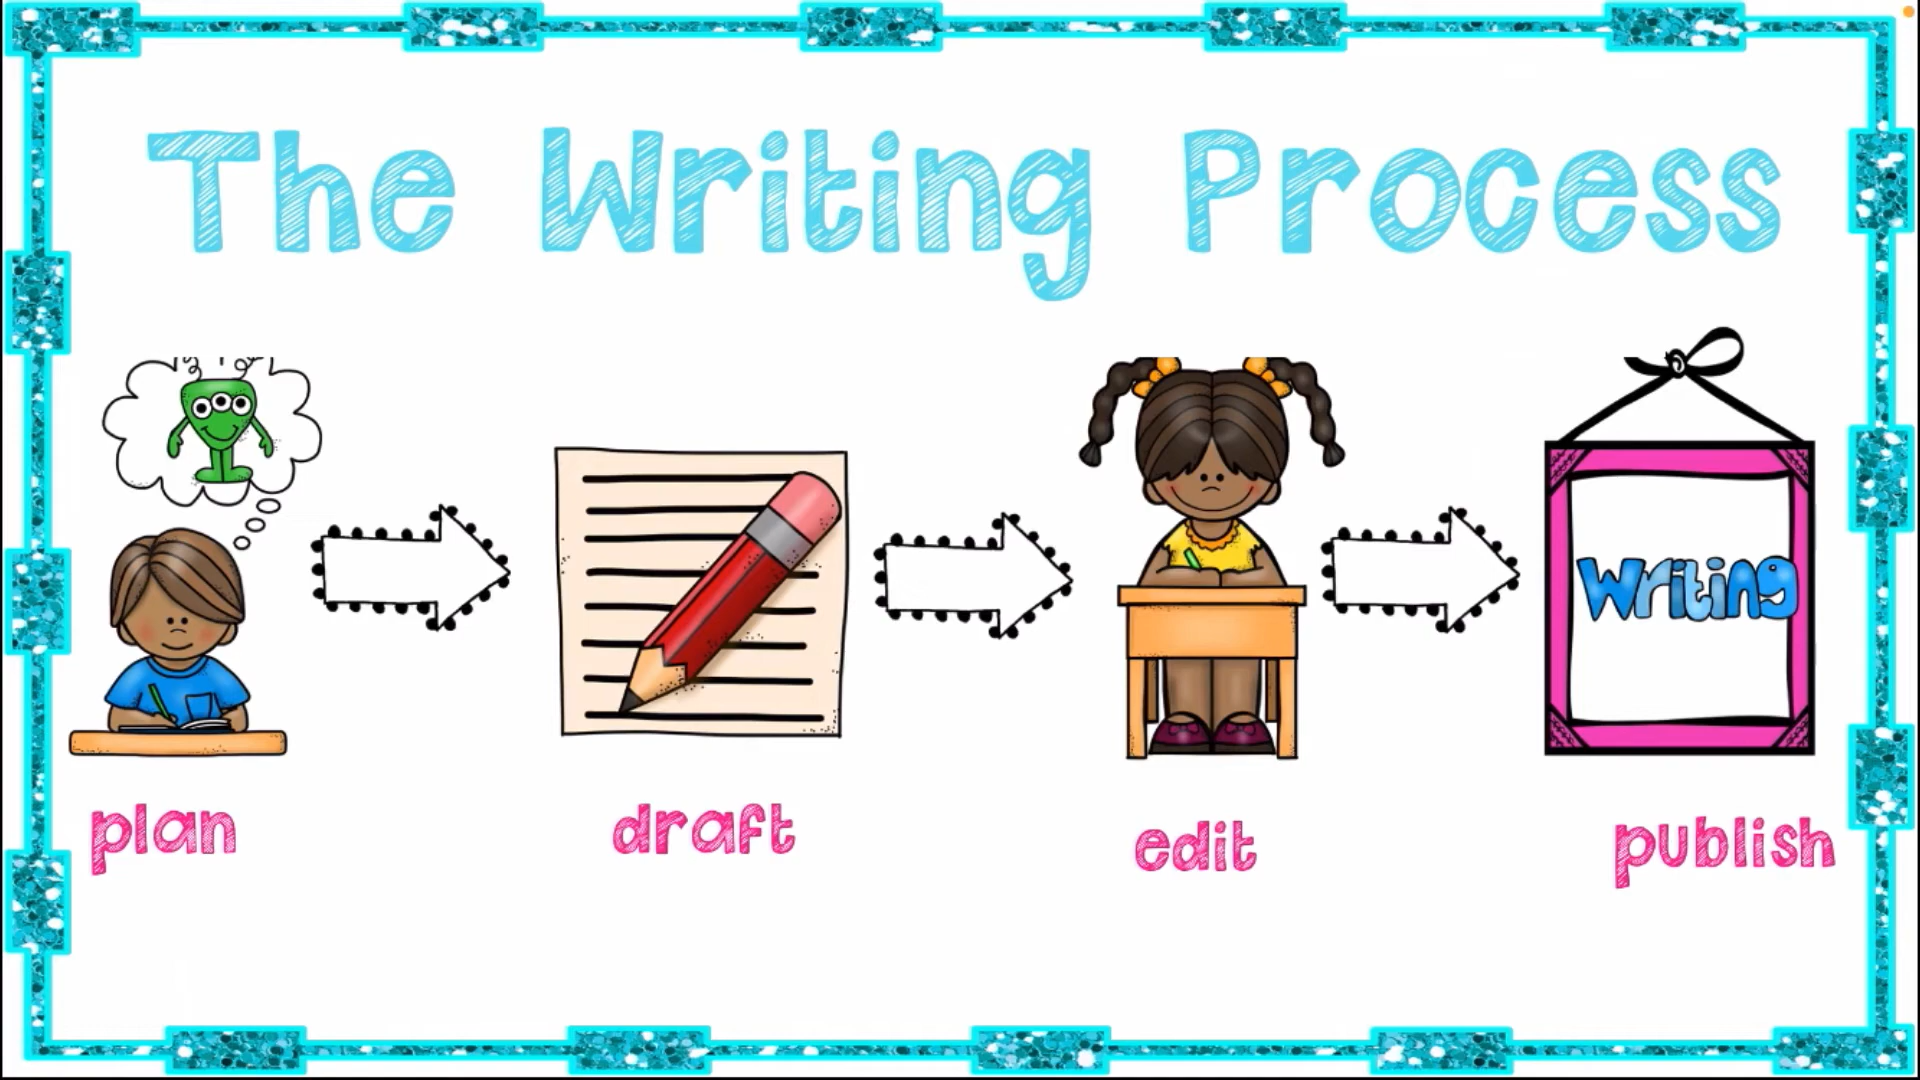 The Writing Process
Writing
plan
draft
edit
publish